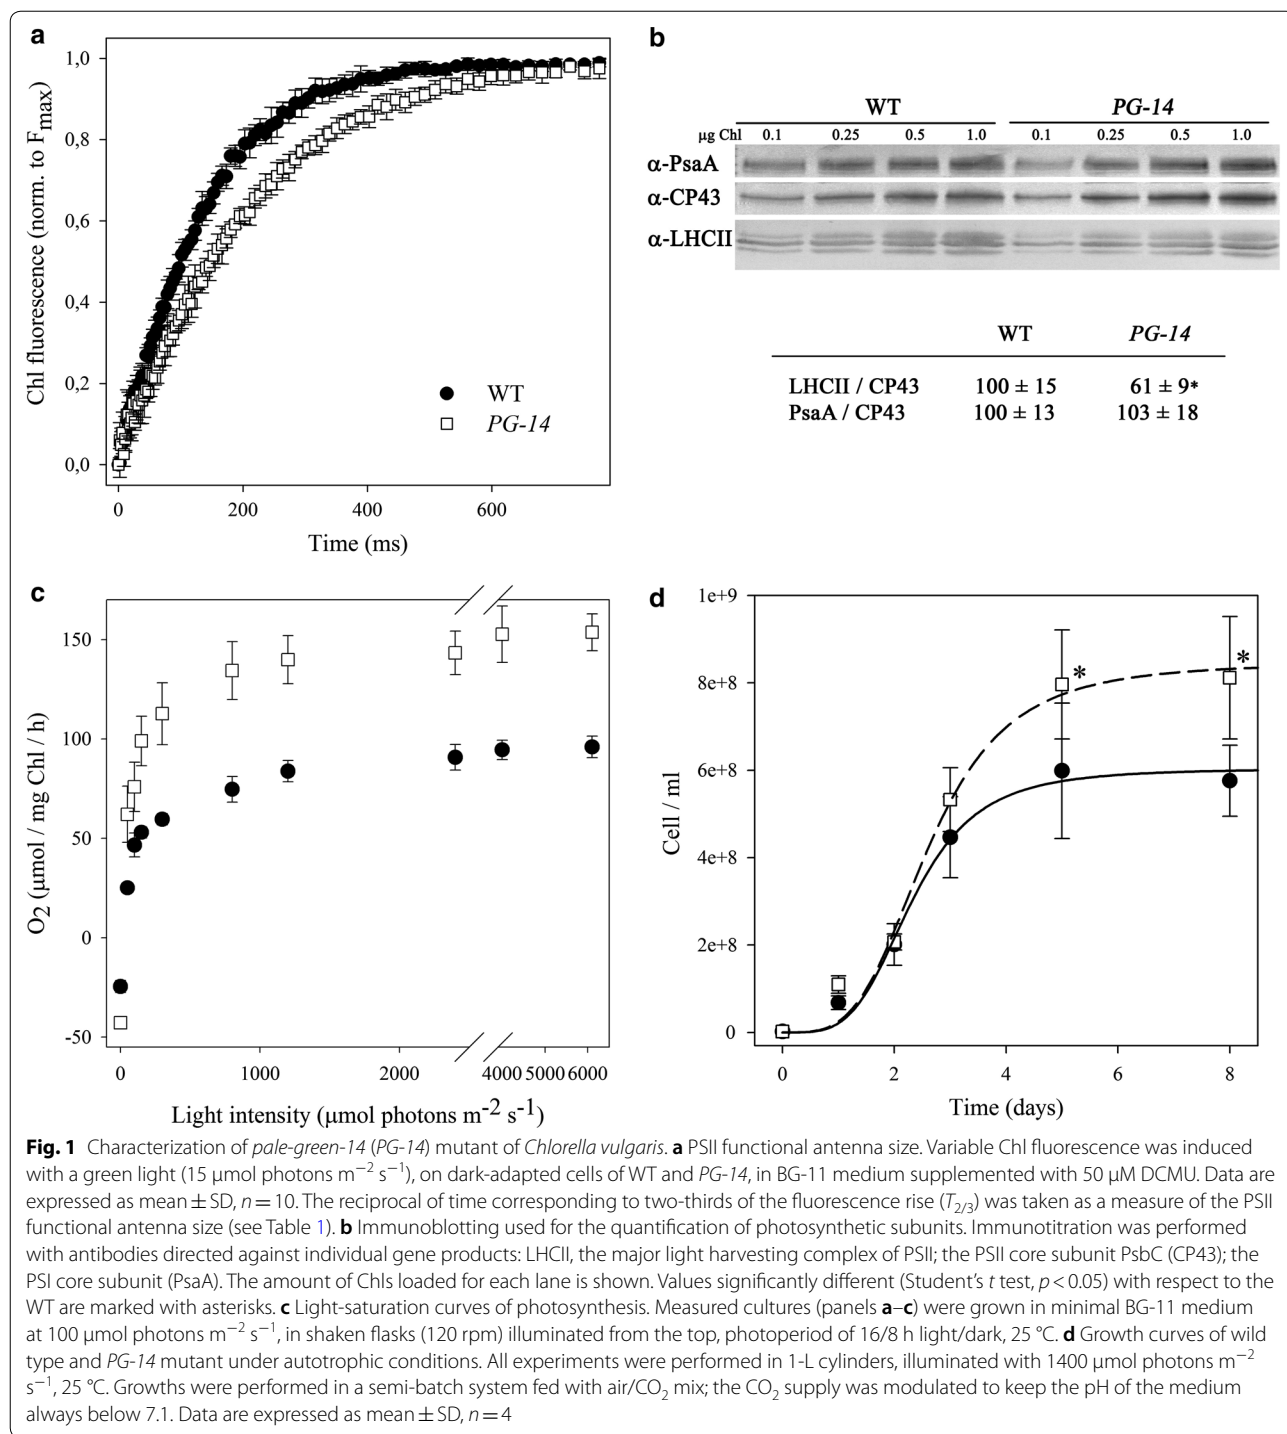 a
Chl fluorescence (norm. to Fmax)
1,0
0,8
0,6
0,4
0,2
0,0
0 200 400 600
Time (ms)
WT
PG-14
b
WT PG-14
µg Chl 0.1 0.25 0.5 1.0 0.1 0.25 0.5 1.0
α-PsaA
α-CP43
α-LHCII
WT PG-14
LHCII / CP43 100 ± 15 61 ± 9*
PsaA / CP43 100 ± 13 103 ± 18
c
O2 (µmol / mg Chl / h)
150
100
50
0
-50
0 1000 2000 4000 5000 6000
Light intensity (µmol photons m-2 s-1)
d
Cell / ml
1e+9
8e+8
6e+8
4e+8
2e+8
0
* *
0 2 4 6 8
Time (days)
Fig. 1 Characterization of pale-green-14 (PG-14) mutant of Chlorella vulgaris. a PSII functional antenna size. Variable Chl fluorescence was induced
with a green light (15 µmol photons m−2 s−1), on dark-adapted cells of WT and PG-14, in BG-11 medium supplemented with 50 µM DCMU. Data are
expressed as mean ± SD, n = 10. The reciprocal of time corresponding to two-thirds of the fluorescence rise (T2/3) was taken as a measure of the PSII
functional antenna size (see Table 1). b Immunoblotting used for the quantification of photosynthetic subunits. Immunotitration was performed
with antibodies directed against individual gene products: LHCII, the major light harvesting complex of PSII; the PSII core subunit PsbC (CP43); the
PSI core subunit (PsaA). The amount of Chls loaded for each lane is shown. Values significantly different (Student's t test, p < 0.05) with respect to the
WT are marked with asterisks. c Light-saturation curves of photosynthesis. Measured cultures (panels a–c) were grown in minimal BG-11 medium
at 100 µmol photons m−2 s−1, in shaken flasks (120 rpm) illuminated from the top, photoperiod of 16/8 h light/dark, 25 °C. d Growth curves of wild
type and PG-14 mutant under autotrophic conditions. All experiments were performed in 1-L cylinders, illuminated with 1400 µmol photons m−2
s−1, 25 °C. Growths were performed in a semi-batch system fed with air/CO2 mix; the CO2 supply was modulated to keep the pH of the medium
always below 7.1. Data are expressed as mean ± SD, n = 4